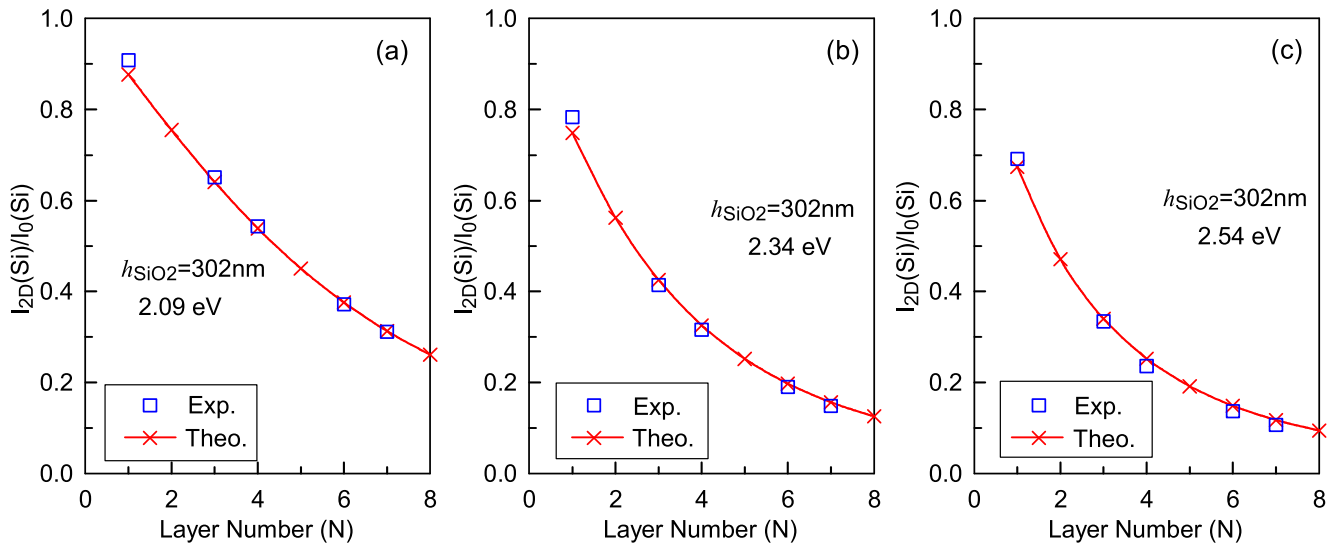 1.0
0.8
0.6
0.4
0.2
0.0
I2D(Si)/I0(Si)
(a)
hSiO2=302nm
2.09 eV
Exp.
Theo.
0 2 4 6 8
Layer Number (N)
1.0
0.8
0.6
0.4
0.2
0.0
I2D(Si)/I0(Si)
(b)
hSiO2=302nm
2.34 eV
Exp.
Theo.
0 2 4 6 8
Layer Number (N)
1.0
0.8
0.6
0.4
0.2
0.0
I2D(Si)/I0(Si)
(c)
hSiO2=302nm
2.54 eV
Exp.
Theo.
0 2 4 6 8
Layer Number (N)